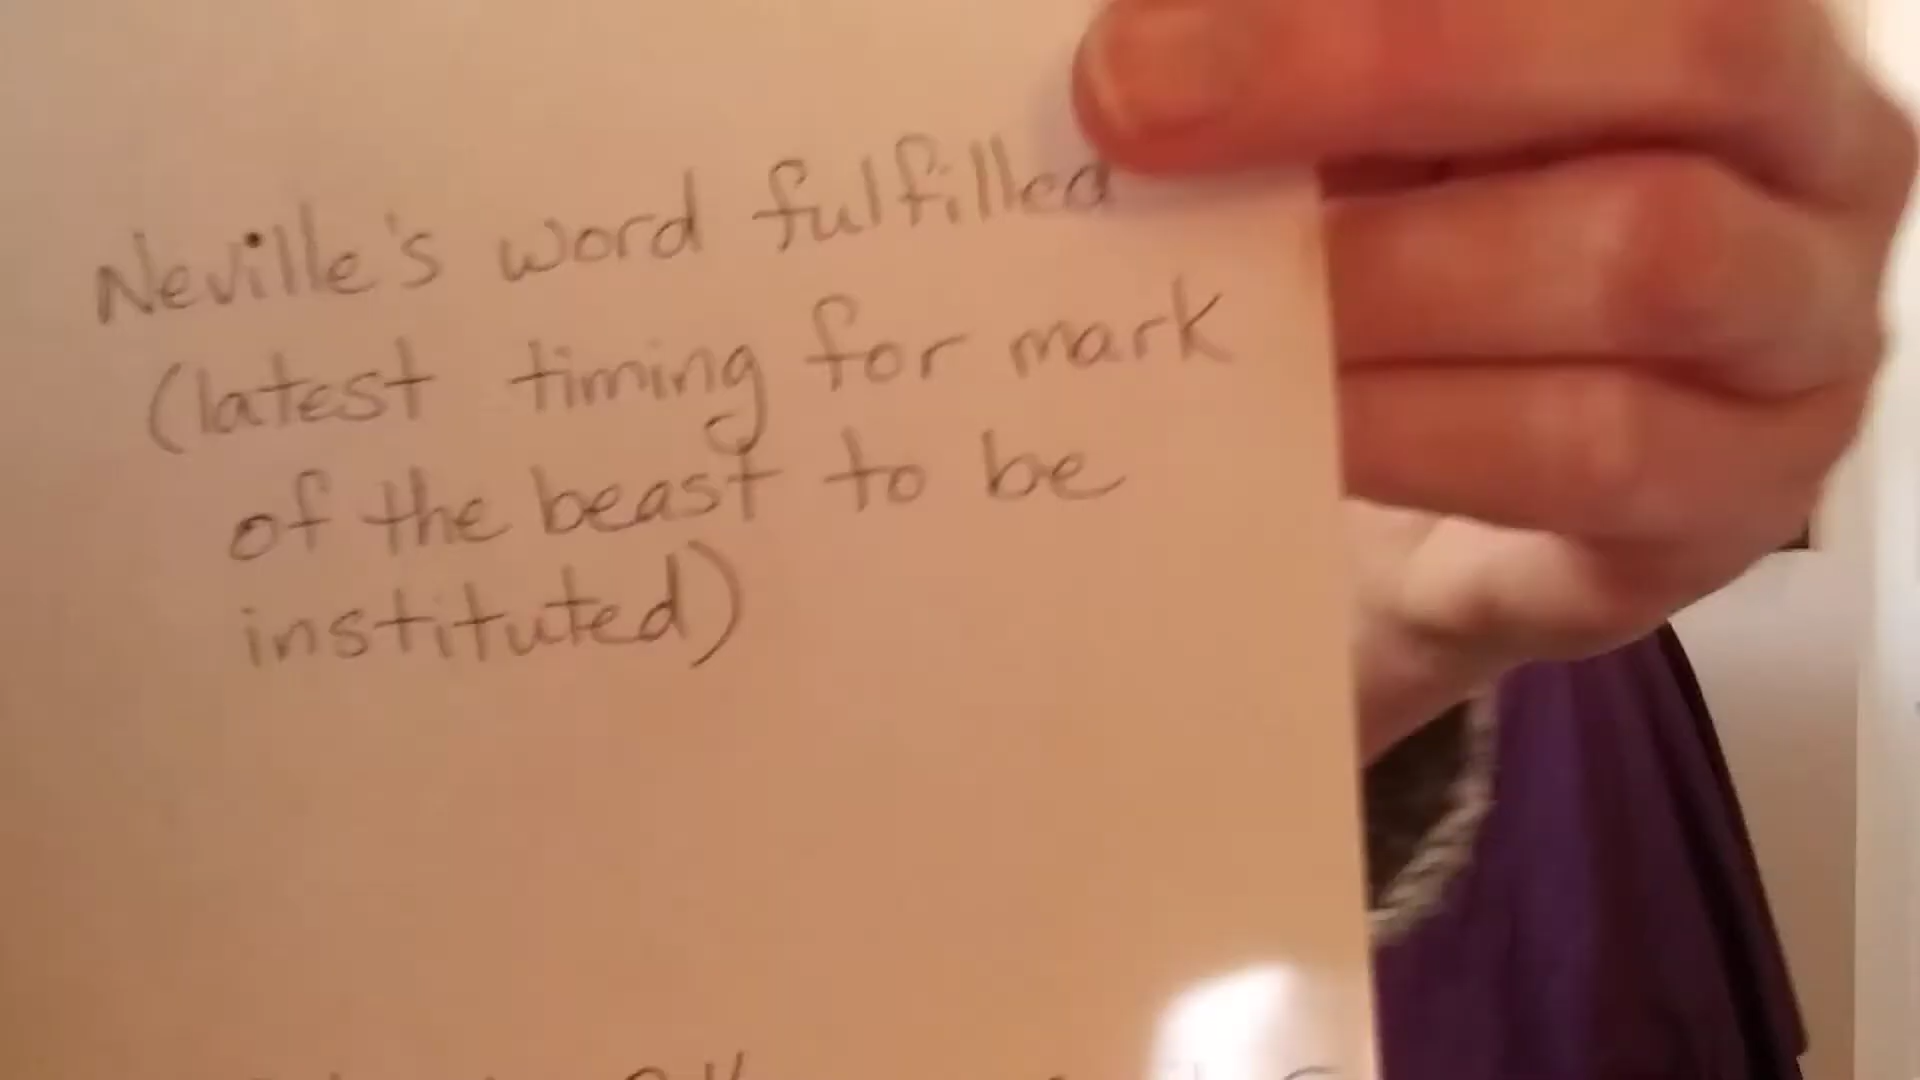 Neville's word fulfilled
(latest timing for mark
of the beast to be
instituted)